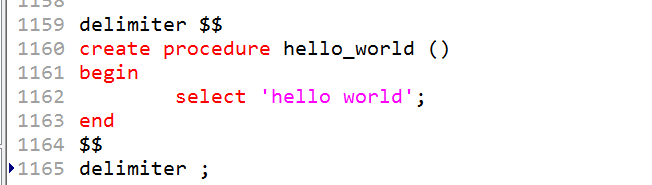 1158
1159 delimiter $$
1160 create procedure hello_world ()
1161 begin
1162         select 'hello world';
1163 end
1164 $$
1165 delimiter ;